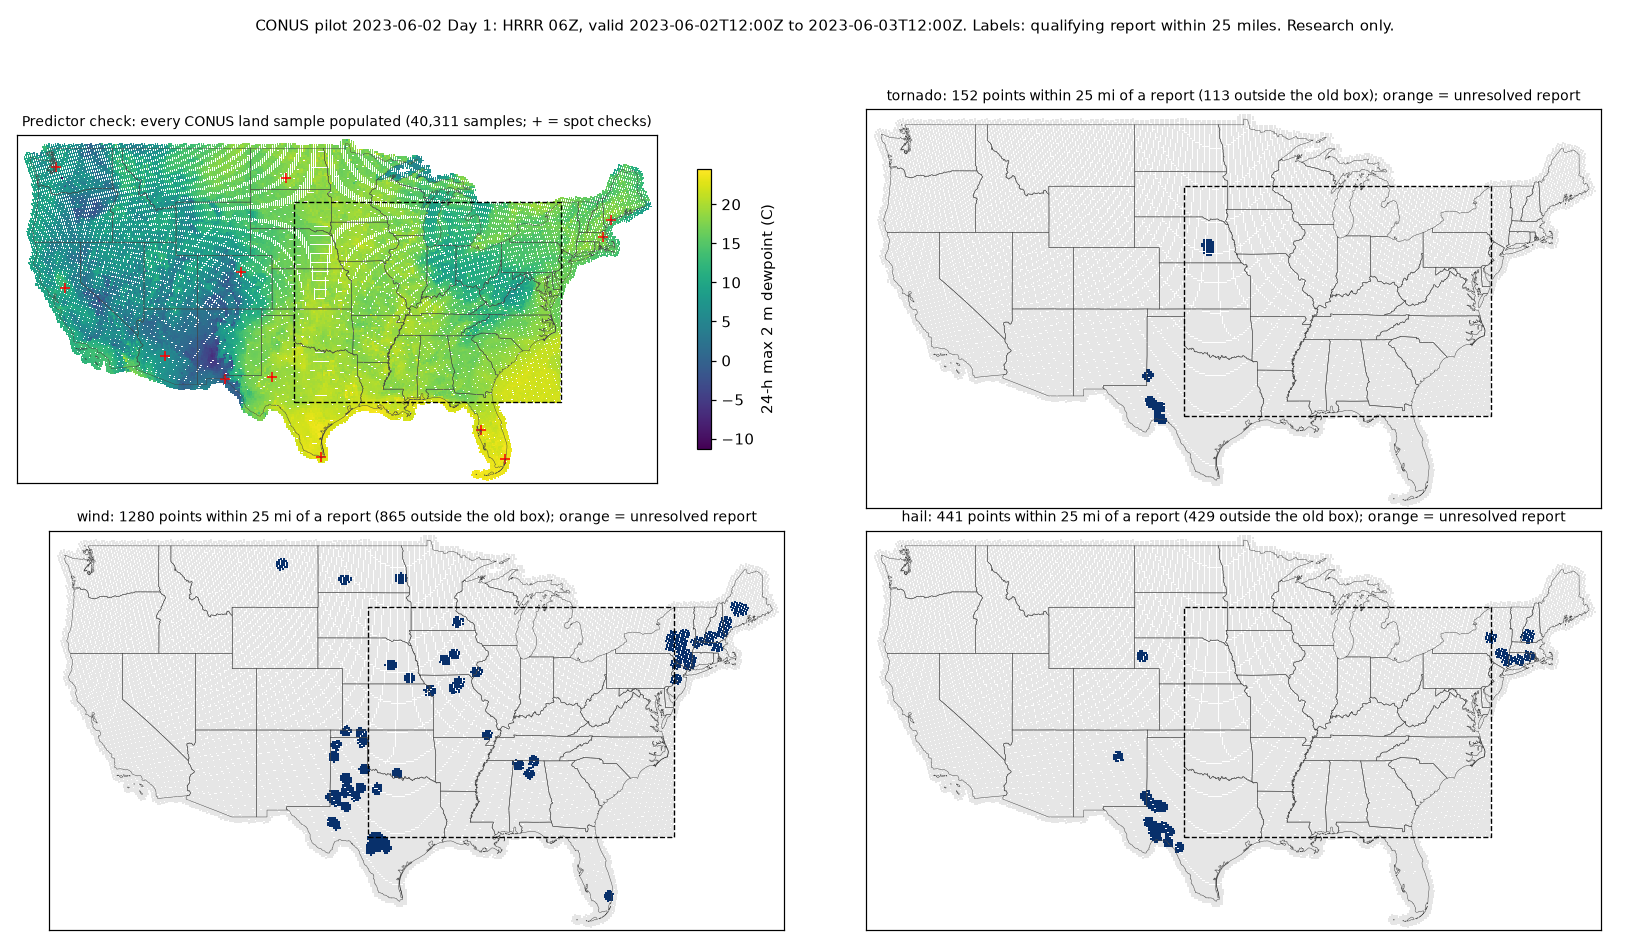 CONUS pilot 2023-06-02 Day 1: HRRR 06Z, valid 2023-06-02T12:00Z to 2023-06-03T12:00Z. Labels: qualifying report within 25 miles. Research only.
Predictor check: every CONUS land sample populated (40,311 samples; + = spot checks)
20
15
10
5
0
−5
−10
24-h max 2 m dewpoint (C)
tornado: 152 points within 25 mi of a report (113 outside the old box); orange = unresolved report
wind: 1280 points within 25 mi of a report (865 outside the old box); orange = unresolved report
hail: 441 points within 25 mi of a report (429 outside the old box); orange = unresolved report